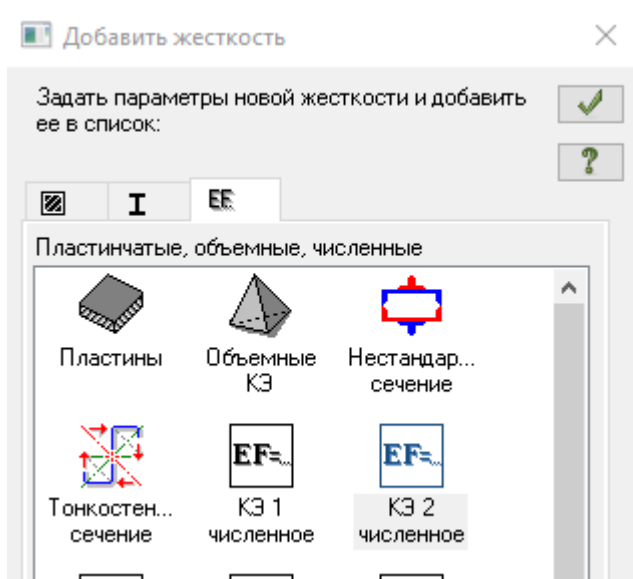 Добавить жесткость
Задать параметры новой жесткости и добавить
ее в список:
?
I
EF
Пластинчатые, объемные, численные
Пластины
Объемные
КЭ
Нестандар...
сечение
Тонкостен...
сечение
EF=...
КЭ 1
численное
EF=...
КЭ 2
численное